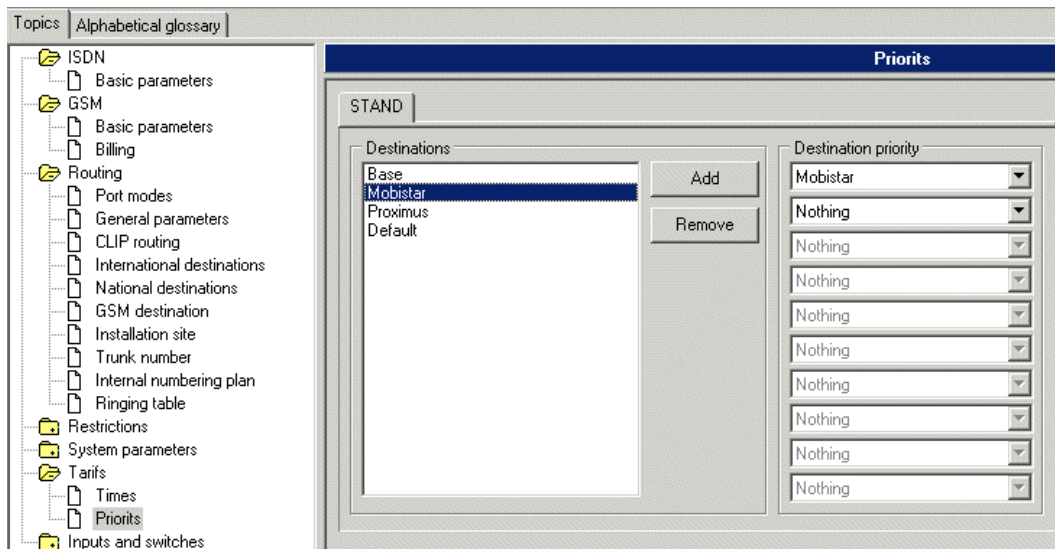 Topics
Alphabetical glossary
ISDN
Basic parameters
GSM
Basic parameters
Billing
Routing
Port modes
General parameters
CLIP routing
International destinations
National destinations
GSM destination
Installation site
Trunk number
Internal numbering plan
Ringing table
Restrictions
System parameters
Tarifs
Times
Priorits
Inputs and switches
Priorits
STAND
Destinations
Base
Mobistar
Proximus
Default
Add
Remove
Destination priority
Mobistar
Nothing
Nothing
Nothing
Nothing
Nothing
Nothing
Nothing
Nothing
Nothing